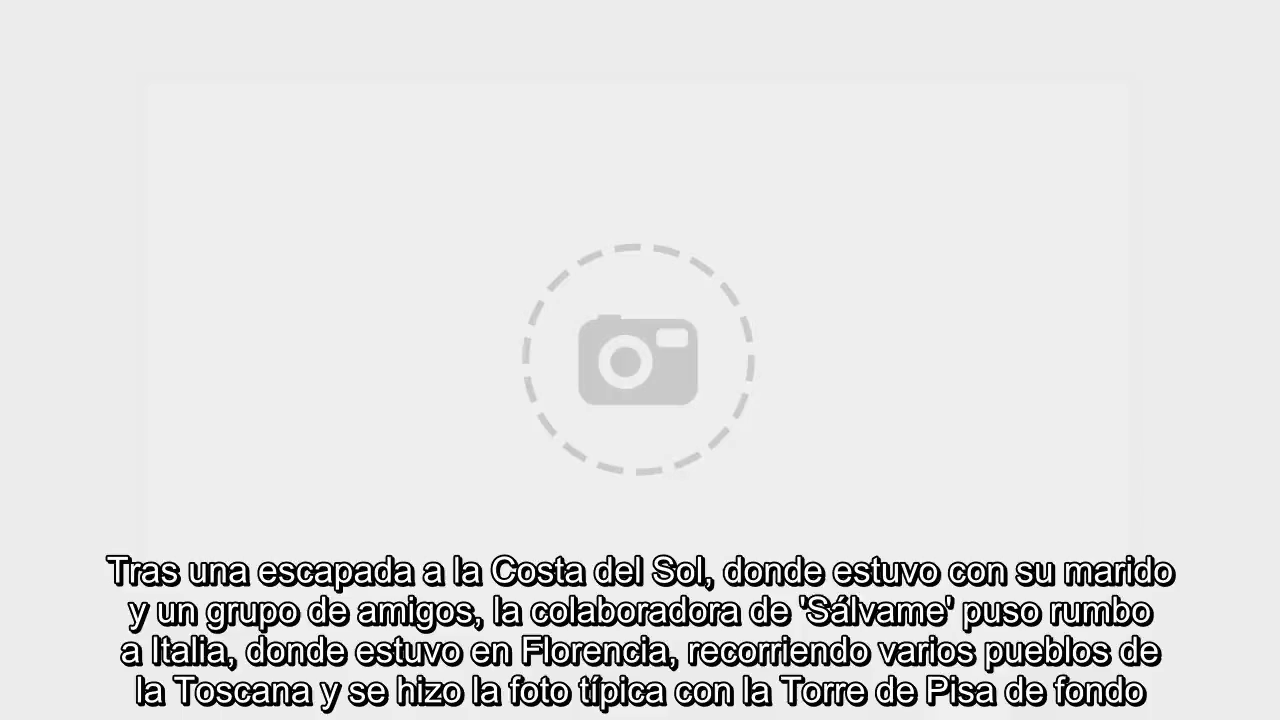 Tras una escapada a la Costa del Sol, donde estuvo con su marido
y un grupo de amigos, la colaboradora de 'Sálvame' puso rumbo
a Italia, donde estuvo en Florencia, recorriendo varios pueblos de
la Toscana y se hizo la foto típica con la Torre de Pisa de fondo